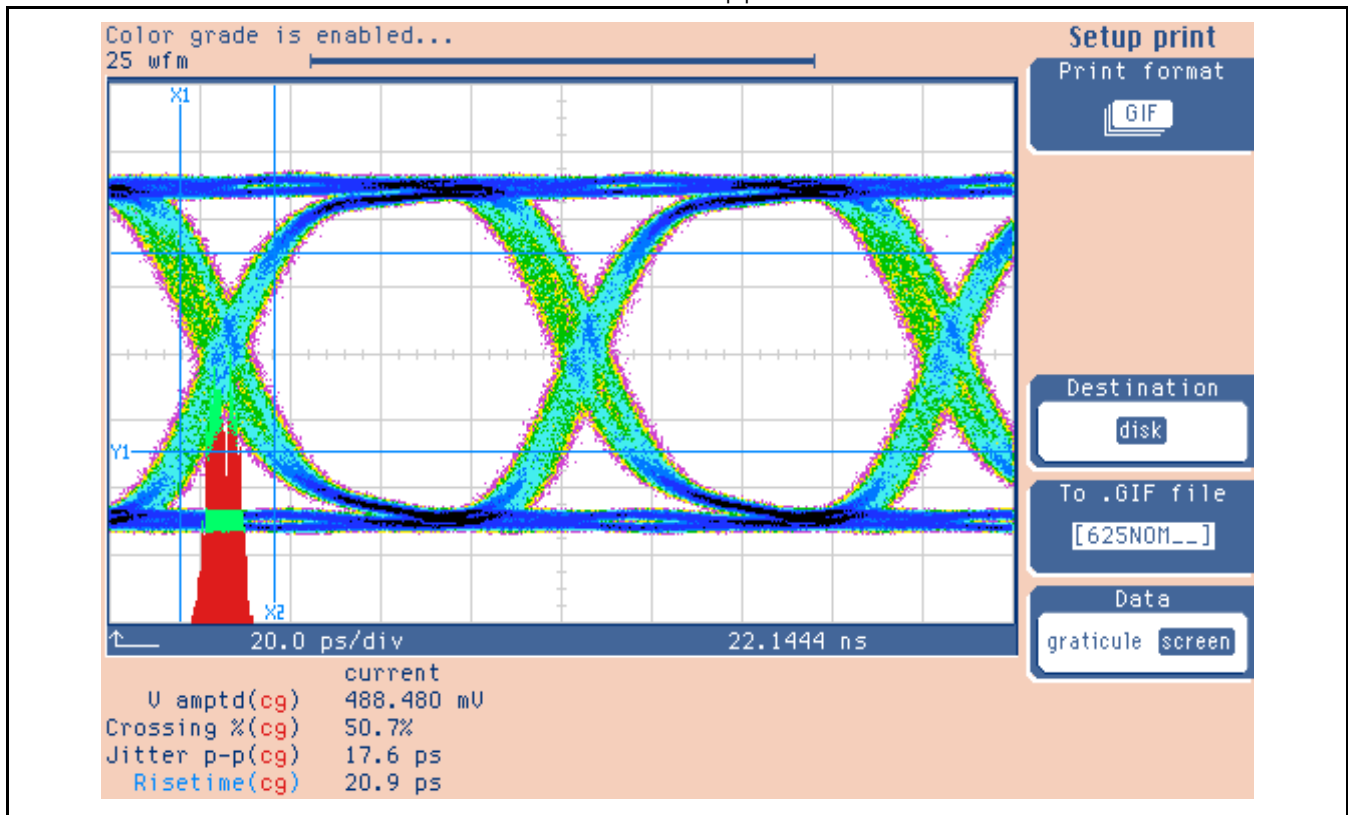 Color grade is enabled...
25 wfm
X1
Y1
X2
20.0 ps/div 22.1444 ns
current
V amptd(cg) 488.480 mV
Crossing %(cg) 50.7%
Jitter p-p(cg) 17.6 ps
Risetime(cg) 20.9 ps
Setup print
Print format
GIF
Destination
disk
To .GIF file
[625NOM__]
Data
graticule screen